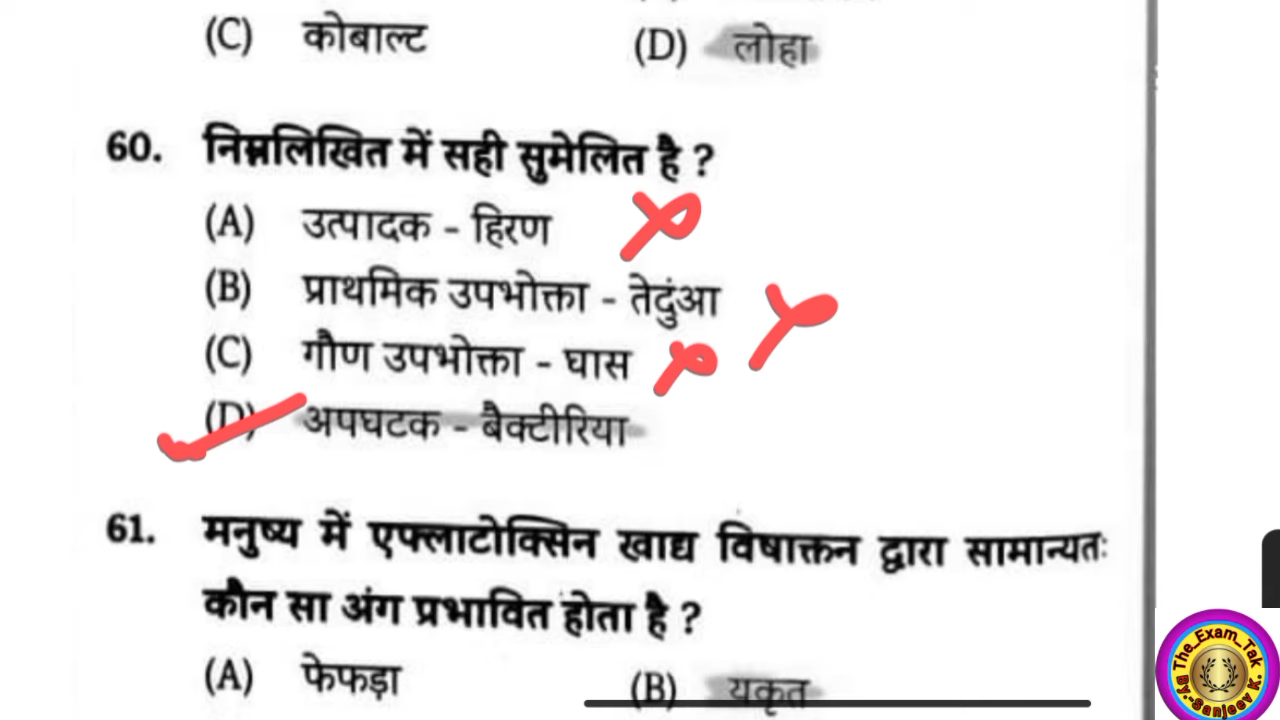 (C) कोबाल्ट (D) लोहा
60. निम्नलिखित में सही सुमेलित है ?
(A) उत्पादक - हिरण
(B) प्राथमिक उपभोक्ता - तेदुंआ
(C) गौण उपभोक्ता - घास
(D) अपघटक - बैक्टीरिया
61. मनुष्य में एफ्लाटोक्सिन खाद्य विषाक्तन द्वारा सामान्यतः
कौन सा अंग प्रभावित होता है ?
(A) फेफड़ा (B) यकृत
The_Exam_Tak
By:-Sanjeev K.